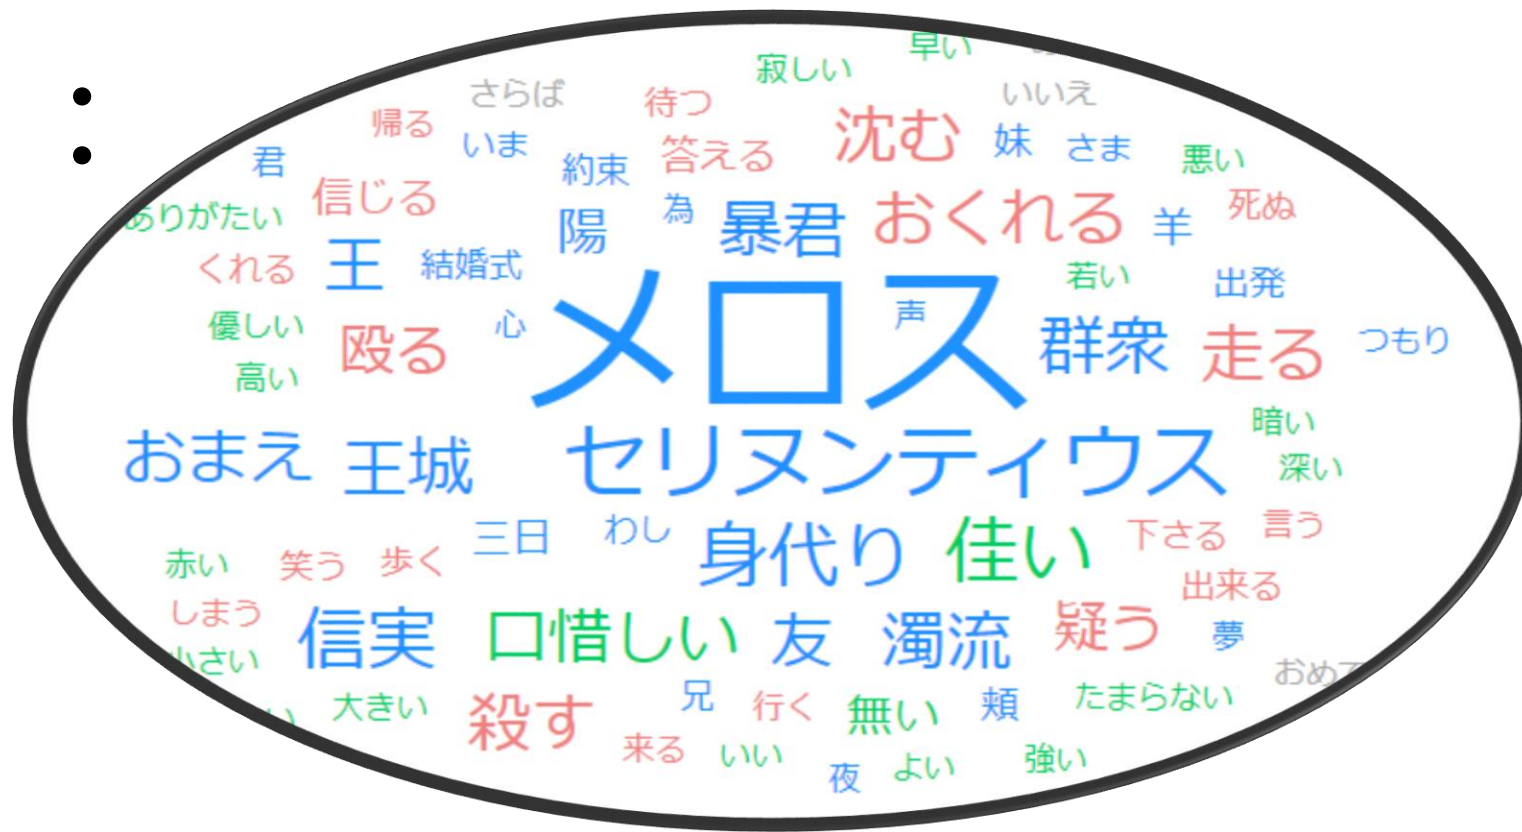 早い
寂しい
さらば 待つ いいえ
帰る いま 答える 沈む 妹 さま
君 約束 悪い
信じる 為 おくれる 死ぬ
ありがたい 陽 暴君 羊
くれる 王 結婚式 若い 出発
優しい 心 メロス 声 群衆 走る つもり
殴る
高い
おまえ 王城 セリヌンティウス 暗い
深い
三日 わし 身代り 佳い 下さる 言う
赤い 笑う 歩く 出来る
しまう 信実 口惜しい 友 濁流 疑う 夢
小さい
大きい 殺す 兄 行く 無い 頬 たまらない
来る いい 夜 よい 強い